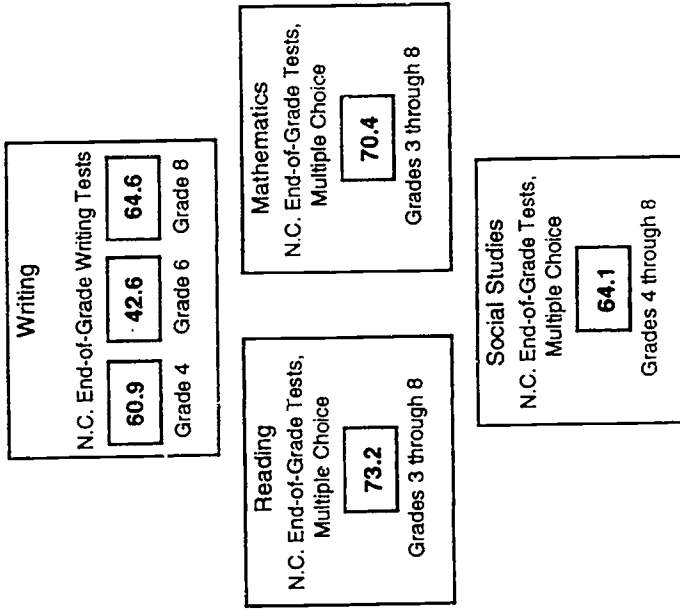 Writing
N.C. End-of-Grade Writing Tests
60.9 42.6 64.6
Grade 4 Grade 6 Grade 8
Reading
N.C. End-of-Grade Tests,
Multiple Choice
73.2
Grades 3 through 8
Mathematics
N.C. End-of-Grade Tests,
Multiple Choice
70.4
Grades 3 through 8
Social Studies
N.C. End-of-Grade Tests,
Multiple Choice
64.1
Grades 4 through 8